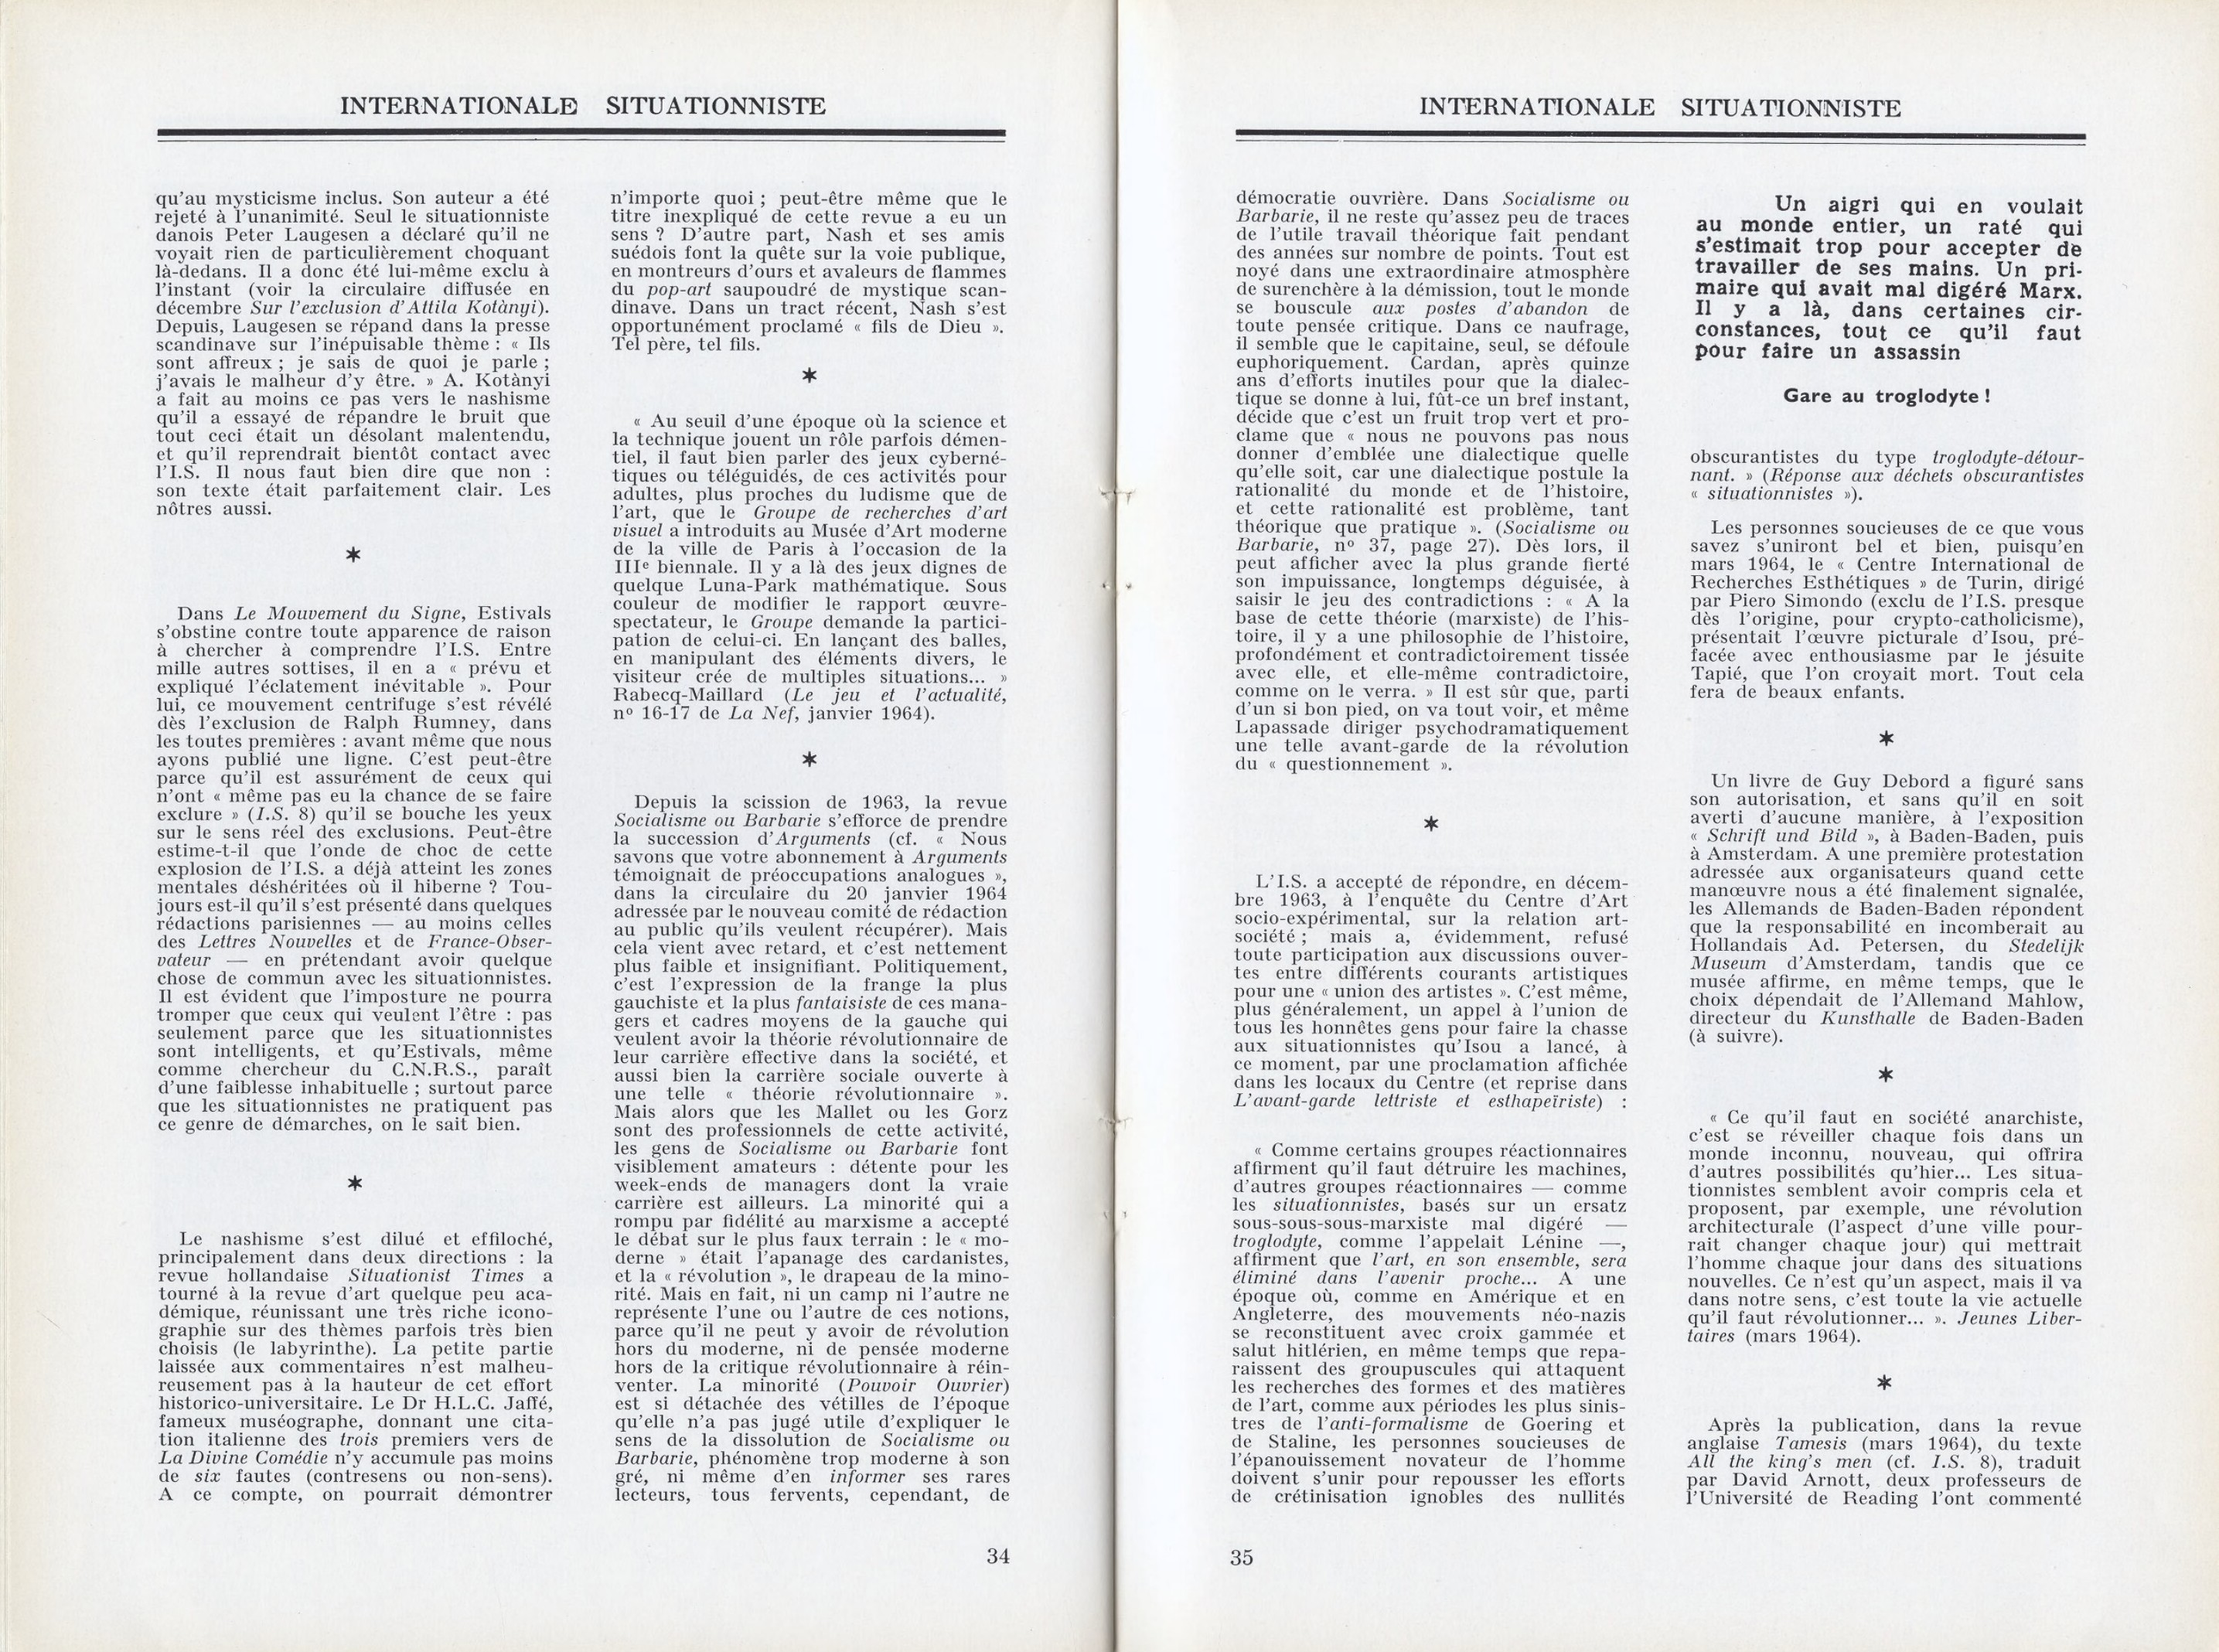 INTERNATIONALE SITUATIONNISTE
qu'au mysticisme inclus. Son auteur a été
rejeté à l'unanimité. Seul le situationniste
danois Peter Laugesen a déclaré qu'il ne
voyait rien de particulièrement choquant
là-dedans. Il a donc été lui-même exclu à
l'instant (voir la circulaire diffusée en
décembre Sur l'exclusion d'Attila Kotànyi).
Depuis, Laugesen se répand dans la presse
scandinave sur l'inépuisable thème : « Ils
sont affreux ; je sais de quoi je parle ;
j'avais le malheur d'y être. » A. Kotànyi
a fait au moins ce pas vers le nashisme
qu'il a essayé de répandre le bruit que
tout ceci était un désolant malentendu,
et qu'il reprendrait bientôt contact avec
l'I.S. Il nous faut bien dire que non :
son texte était parfaitement clair. Les
nôtres aussi.
*
Dans Le Mouvement du Signe, Estivals
s'obstine contre toute apparence de raison
à chercher à comprendre l'I.S. Entre
mille autres sottises, il en a « prévu et
expliqué l'éclatement inévitable ». Pour
lui, ce mouvement centrifuge s'est révélé
dès l'exclusion de Ralph Rumney, dans
les toutes premières : avant même que nous
ayons publié une ligne. C'est peut-être
parce qu'il est assurément de ceux qui
n'ont « même pas eu la chance de se faire
exclure » (I.S. 8) qu'il se bouche les yeux
sur le sens réel des exclusions. Peut-être
estime-t-il que l'onde de choc de cette
explosion de l'I.S. a déjà atteint les zones
mentales déshéritées où il hiberne ? Tou-
jours est-il qu'il s'est présenté dans quelques
rédactions parisiennes — au moins celles
des Lettres Nouvelles et de France-Obser-
vateur — en prétendant avoir quelque
chose de commun avec les situationnistes.
Il est évident que l'imposture ne pourra
tromper que ceux qui veulent l'être : pas
seulement parce que les situationnistes
sont intelligents, et qu'Estivals, même
comme chercheur du C.N.R.S., paraît
d'une faiblesse inhabituelle ; surtout parce
que les situationnistes ne pratiquent pas
ce genre de démarches, on le sait bien.
*
Le nashisme s'est dilué et effiloché,
principalement dans deux directions : la
revue hollandaise Situationist Times a
tourné à la revue d'art quelque peu aca-
démique, réunissant une très riche icono-
graphie sur des thèmes parfois très bien
choisis (le labyrinthe). La petite partie
laissée aux commentaires n'est malheu-
reusement pas à la hauteur de cet effort
historico-universitaire. Le Dr H.L.C. Jaffé,
fameux muséographe, donnant une cita-
tion italienne des trois premiers vers de
La Divine Comédie n'y accumule pas moins
de six fautes (contresens ou non-sens).
A ce compte, on pourrait démontrer
n'importe quoi ; peut-être même que le
titre inexpliqué de cette revue a eu un
sens ? D'autre part, Nash et ses amis
suédois font la quête sur la voie publique,
en montreurs d'ours et avaleurs de flammes
du pop-art saupoudré de mystique scan-
dinave. Dans un tract récent, Nash s'est
opportunément proclamé « fils de Dieu ».
Tel père, tel fils.
*
« Au seuil d'une époque où la science et
la technique jouent un rôle parfois démen-
tiel, il faut bien parler des jeux cyberné-
tiques ou téléguidés, de ces activités pour
adultes, plus proches du ludisme que de
l'art, que le Groupe de recherches d'art
visuel a introduits au Musée d'Art moderne
de la ville de Paris à l'occasion de la
IIIe biennale. Il y a là des jeux dignes de
quelque Luna-Park mathématique. Sous
couleur de modifier le rapport œuvre-
spectateur, le Groupe demande la partici-
pation de celui-ci. En lançant des balles,
en manipulant des éléments divers, le
visiteur crée de multiples situations... »
Rabecq-Maillard (Le jeu et l'actualité,
nº 16-17 de La Nef, janvier 1964).
*
Depuis la scission de 1963, la revue
Socialisme ou Barbarie s'efforce de prendre
la succession d'Arguments (cf. « Nous
savons que votre abonnement à Arguments
témoignait de préoccupations analogues »,
dans la circulaire du 20 janvier 1964
adressée par le nouveau comité de rédaction
au public qu'ils veulent récupérer). Mais
cela vient avec retard, et c'est nettement
plus faible et insignifiant. Politiquement,
c'est l'expression de la frange la plus
gauchiste et la plus fantaisiste de ces mana-
gers et cadres moyens de la gauche qui
veulent avoir la théorie révolutionnaire de
leur carrière effective dans la société, et
aussi bien la carrière sociale ouverte à
une telle « théorie révolutionnaire ».
Mais alors que les Mallet ou les Gorz
sont des professionnels de cette activité,
les gens de Socialisme ou Barbarie font
visiblement amateurs : détente pour les
week-ends de managers dont la vraie
carrière est ailleurs. La minorité qui a
rompu par fidélité au marxisme a accepté
le débat sur le plus faux terrain : le « mo-
derne » était l'apanage des cardanistes,
et la « révolution », le drapeau de la mino-
rité. Mais en fait, ni un camp ni l'autre ne
représente l'une ou l'autre de ces notions,
parce qu'il ne peut y avoir de révolution
hors du moderne, ni de pensée moderne
hors de la critique révolutionnaire à réin-
venter. La minorité (Pouvoir Ouvrier)
est si détachée des vétilles de l'époque
qu'elle n'a pas jugé utile d'expliquer le
sens de la dissolution de Socialisme ou
Barbarie, phénomène trop moderne à son
gré, ni même d'en informer ses rares
lecteurs, tous fervents, cependant, de
34
INTERNATIONALE SITUATIONNISTE
démocratie ouvrière. Dans Socialisme ou
Barbarie, il ne reste qu'assez peu de traces
de l'utile travail théorique fait pendant
des années sur nombre de points. Tout est
noyé dans une extraordinaire atmosphère
de surenchère à la démission, tout le monde
se bouscule aux postes d'abandon de
toute pensée critique. Dans ce naufrage,
il semble que le capitaine, seul, se défoule
euphoriquement. Cardan, après quinze
ans d'efforts inutiles pour que la dialec-
tique se donne à lui, fût-ce un bref instant,
décide que c'est un fruit trop vert et pro-
clame que « nous ne pouvons pas nous
donner d'emblée une dialectique quelle
qu'elle soit, car une dialectique postule la
rationalité du monde et de l'histoire,
et cette rationalité est problème, tant
théorique que pratique ». (Socialisme ou
Barbarie, nº 37, page 27). Dès lors, il
peut afficher avec la plus grande fierté
son impuissance, longtemps déguisée, à
saisir le jeu des contradictions : « A la
base de cette théorie (marxiste) de l'his-
toire, il y a une philosophie de l'histoire,
profondément et contradictoirement tissée
avec elle, et elle-même contradictoire,
comme on le verra. » Il est sûr que, parti
d'un si bon pied, on va tout voir, et même
Lapassade diriger psychodramatiquement
une telle avant-garde de la révolution
du « questionnement ».
*
L'I.S. a accepté de répondre, en décem-
bre 1963, à l'enquête du Centre d'Art
socio-expérimental, sur la relation art-
société ; mais a, évidemment, refusé
toute participation aux discussions ouver-
tes entre différents courants artistiques
pour une « union des artistes ». C'est même,
plus généralement, un appel à l'union de
tous les honnêtes gens pour faire la chasse
aux situationnistes qu'Isou a lancé, à
ce moment, par une proclamation affichée
dans les locaux du Centre (et reprise dans
L'avant-garde lettriste et esthapeïriste) :
« Comme certains groupes réactionnaires
affirment qu'il faut détruire les machines,
d'autres groupes réactionnaires — comme
les situationnistes, basés sur un ersatz
sous-sous-sous-marxiste mal digéré —
troglodyte, comme l'appelait Lénine —,
affirment que l'art, en son ensemble, sera
éliminé dans l'avenir proche... A une
époque où, comme en Amérique et en
Angleterre, des mouvements néo-nazis
se reconstituent avec croix gammée et
salut hitlérien, en même temps que repa-
raissent des groupuscules qui attaquent
les recherches des formes et des matières
de l'art, comme aux périodes les plus sinis-
tres de l'anti-formalisme de Goering et
de Staline, les personnes soucieuses de
l'épanouissement novateur de l'homme
doivent s'unir pour repousser les efforts
de crétinisation ignobles des nullités
Un aigri qui en voulait
au monde entier, un raté qui
s'estimait trop pour accepter de
travailler de ses mains. Un pri-
maire qui avait mal digéré Marx.
Il y a là, dans certaines cir-
constances, tout ce qu'il faut
pour faire un assassin
Gare au troglodyte !
obscurantistes du type troglodyte-détour-
nant. » (Réponse aux déchets obscurantistes
« situationnistes »).
Les personnes soucieuses de ce que vous
savez s'uniront bel et bien, puisqu'en
mars 1964, le « Centre International de
Recherches Esthétiques » de Turin, dirigé
par Piero Simondo (exclu de l'I.S. presque
dès l'origine, pour crypto-catholicisme),
présentait l'œuvre picturale d'Isou, pré-
facée avec enthousiasme par le jésuite
Tapié, que l'on croyait mort. Tout cela
fera de beaux enfants.
*
Un livre de Guy Debord a figuré sans
son autorisation, et sans qu'il en soit
averti d'aucune manière, à l'exposition
« Schrift und Bild », à Baden-Baden, puis
à Amsterdam. A une première protestation
adressée aux organisateurs quand cette
manœuvre nous a été finalement signalée,
les Allemands de Baden-Baden répondent
que la responsabilité en incomberait au
Hollandais Ad. Petersen, du Stedelijk
Museum d'Amsterdam, tandis que ce
musée affirme, en même temps, que le
choix dépendait de l'Allemand Mahlow,
directeur du Kunsthalle de Baden-Baden
(à suivre).
*
« Ce qu'il faut en société anarchiste,
c'est se réveiller chaque fois dans un
monde inconnu, nouveau, qui offrira
d'autres possibilités qu'hier... Les situa-
tionnistes semblent avoir compris cela et
proposent, par exemple, une révolution
architecturale (l'aspect d'une ville pour-
rait changer chaque jour) qui mettrait
l'homme chaque jour dans des situations
nouvelles. Ce n'est qu'un aspect, mais il va
dans notre sens, c'est toute la vie actuelle
qu'il faut révolutionner... ». Jeunes Liber-
taires (mars 1964).
*
Après la publication, dans la revue
anglaise Tamesis (mars 1964), du texte
All the king's men (cf. I.S. 8), traduit
par David Arnott, deux professeurs de
l'Université de Reading l'ont commenté
35